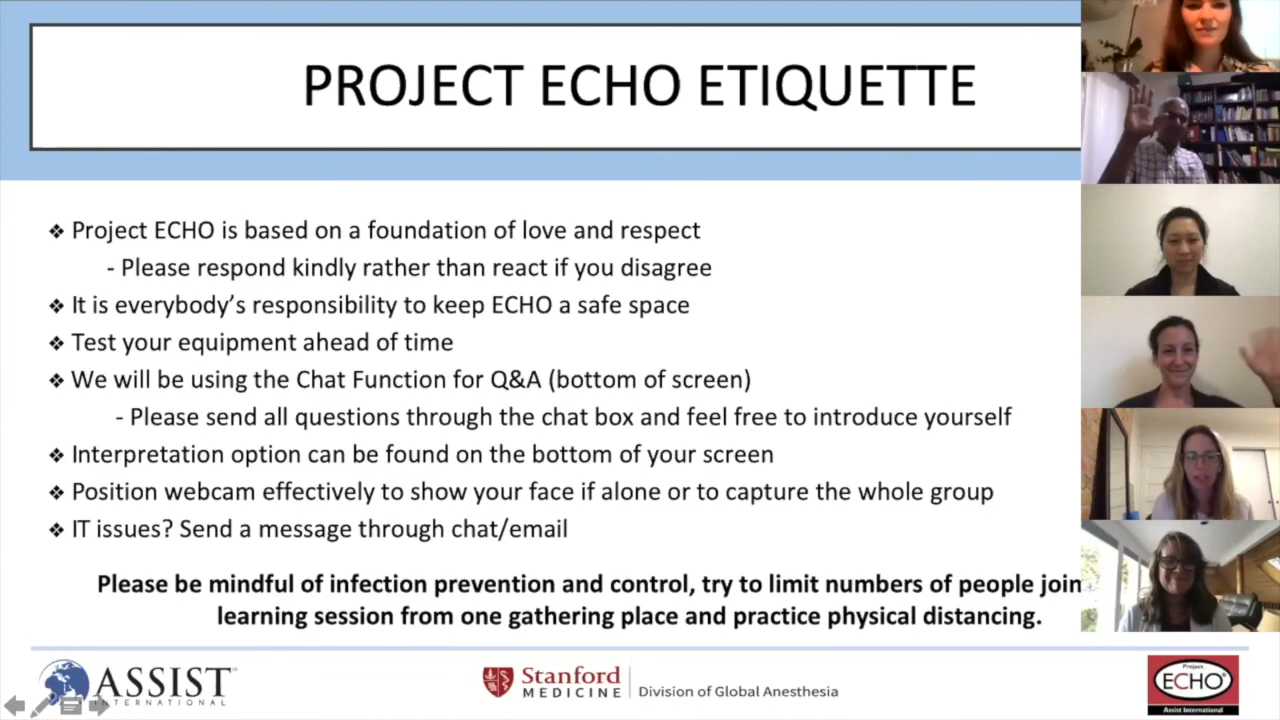 PROJECT ECHO ETIQUETTE
❖ Project ECHO is based on a foundation of love and respect
- Please respond kindly rather than react if you disagree
❖ It is everybody's responsibility to keep ECHO a safe space
❖ Test your equipment ahead of time
❖ We will be using the Chat Function for Q&A (bottom of screen)
- Please send all questions through the chat box and feel free to introduce yourself
❖ Interpretation option can be found on the bottom of your screen
❖ Position webcam effectively to show your face if alone or to capture the whole group
❖ IT issues? Send a message through chat/email
Please be mindful of infection prevention and control, try to limit numbers of people join
learning session from one gathering place and practice physical distancing.
ASSIST
INTERNATIONAL
Stanford
MEDICINE
Division of Global Anesthesia
Project
ECHO®
Assist International